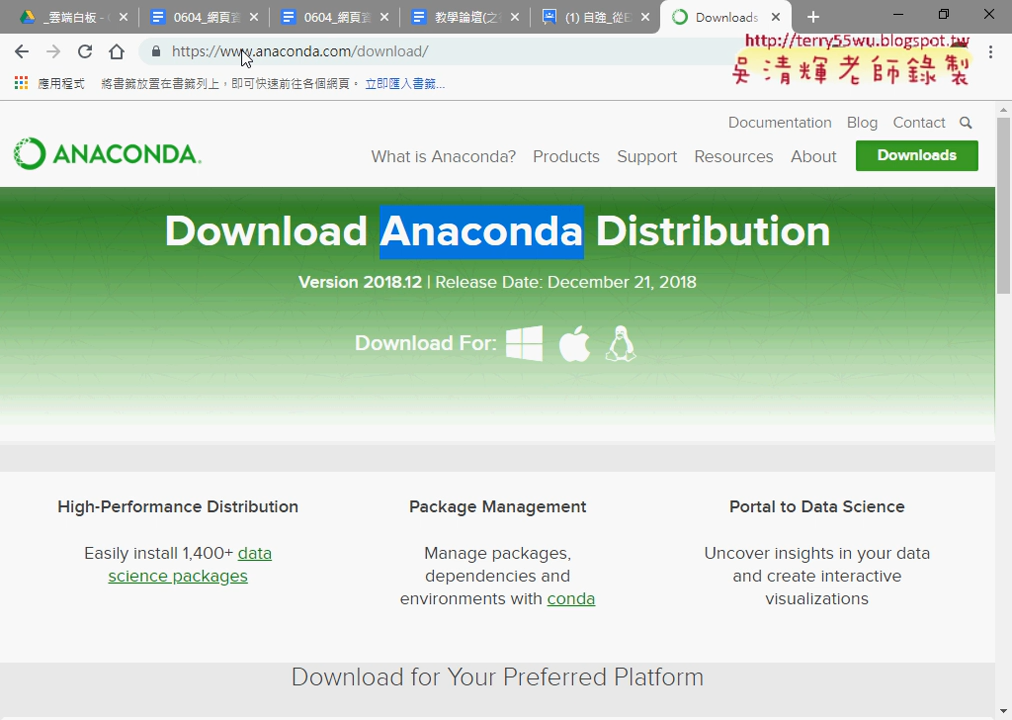 _雲端白板 - G
0604_網頁資
0604_網頁資
教學論壇(之
(1) 自強_從E
Downloads
http://terry55wu.blogspot.tw
吳清輝老師錄製
https://www.anaconda.com/download/
應用程式
將書籤放置在書籤列上，即可快速前往各個網頁。
立即匯入書籤...
Documentation
Blog
Contact
ANACONDA.
What is Anaconda?
Products
Support
Resources
About
Downloads
Download Anaconda Distribution
Version 2018.12 | Release Date: December 21, 2018
Download For:
High-Performance Distribution
Easily install 1,400+ data
science packages
Package Management
Manage packages,
dependencies and
environments with conda
Portal to Data Science
Uncover insights in your data
and create interactive
visualizations
Download for Your Preferred Platform